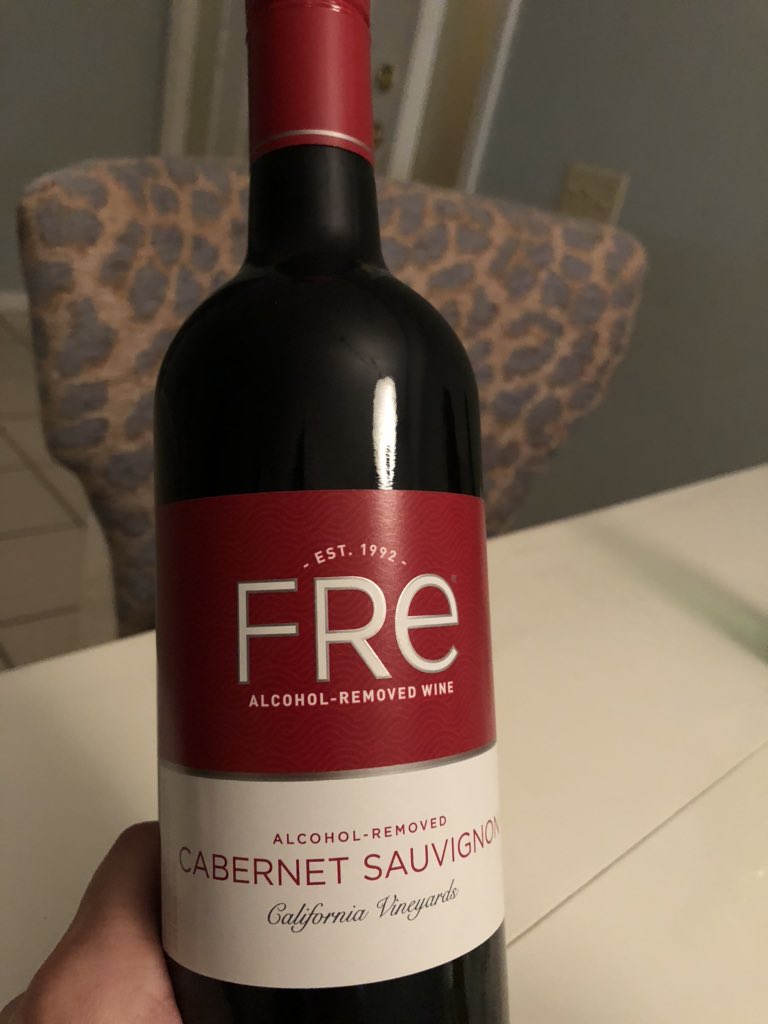 - EST. 1992 -
FRe
ALCOHOL-REMOVED WINE
ALCOHOL-REMOVED
CABERNET SAUVIGNON
California Vineyards